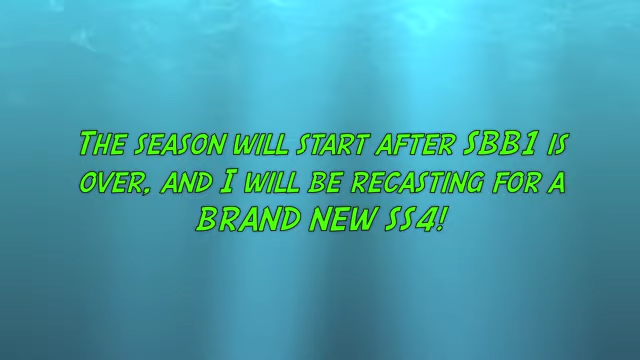 The season will start after SBB1 is
over, and I will be recasting for a
BRAND NEW SS4!